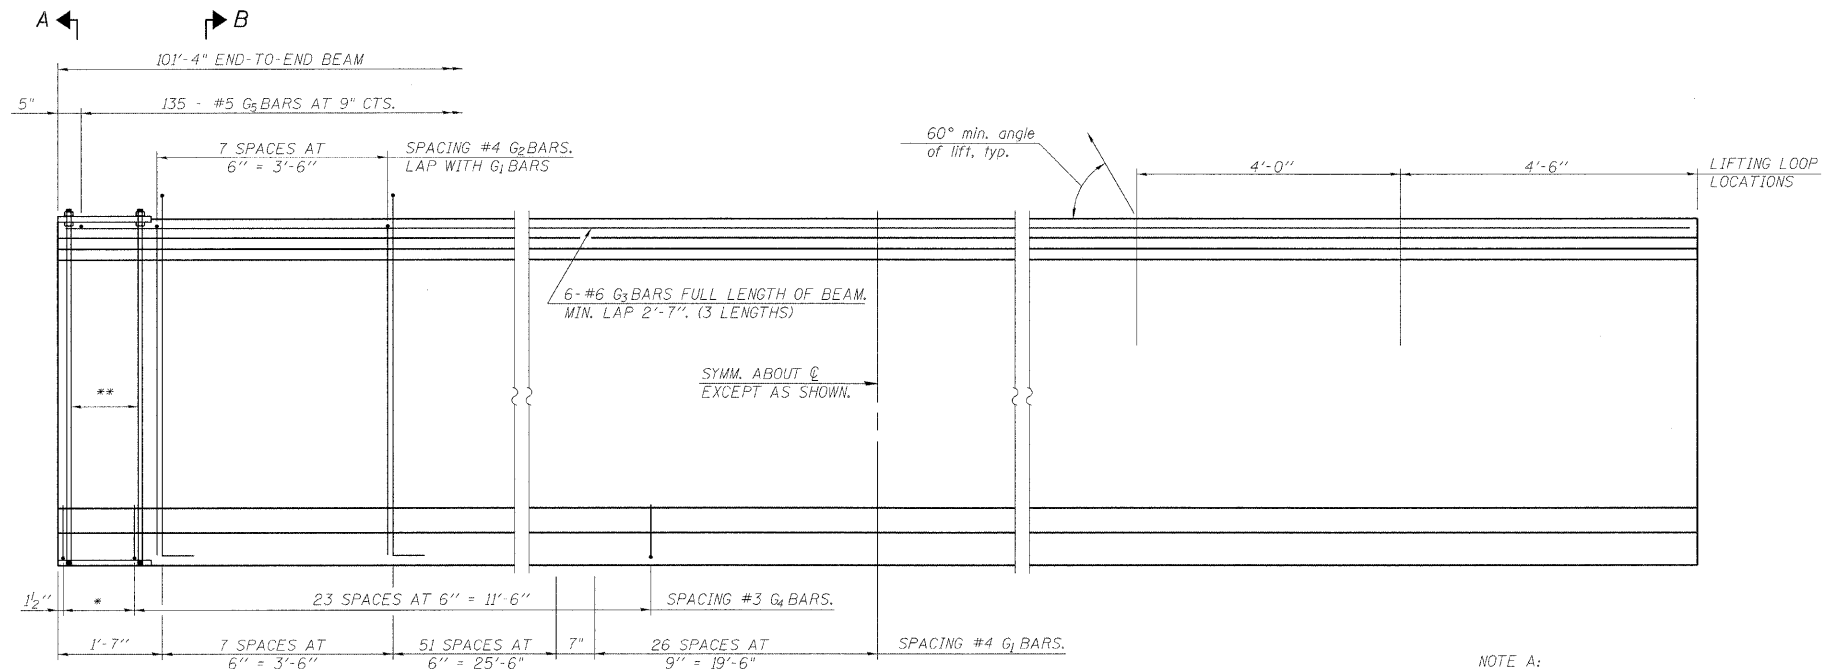 A B
101'-4" END-TO-END BEAM
5" 135 - #5 G5 BARS AT 9" CTS.
7 SPACES AT
6" = 3'-6"
SPACING #4 G2 BARS.
LAP WITH G1 BARS
60° min. angle
of lift, typ.
4'-0" 4'-6"
LIFTING LOOP
LOCATIONS
6-#6 G3 BARS FULL LENGTH OF BEAM.
MIN. LAP 2'-7". (3 LENGTHS)
SYMM. ABOUT ℄
EXCEPT AS SHOWN.
**
1½" * 23 SPACES AT 6" = 11'-6" SPACING #3 G4 BARS.
1'-7"
7 SPACES AT
6" = 3'-6"
51 SPACES AT
6" = 25'-6"
7"
26 SPACES AT
9" = 19'-6"
SPACING #4 G1 BARS.
NOTE A: